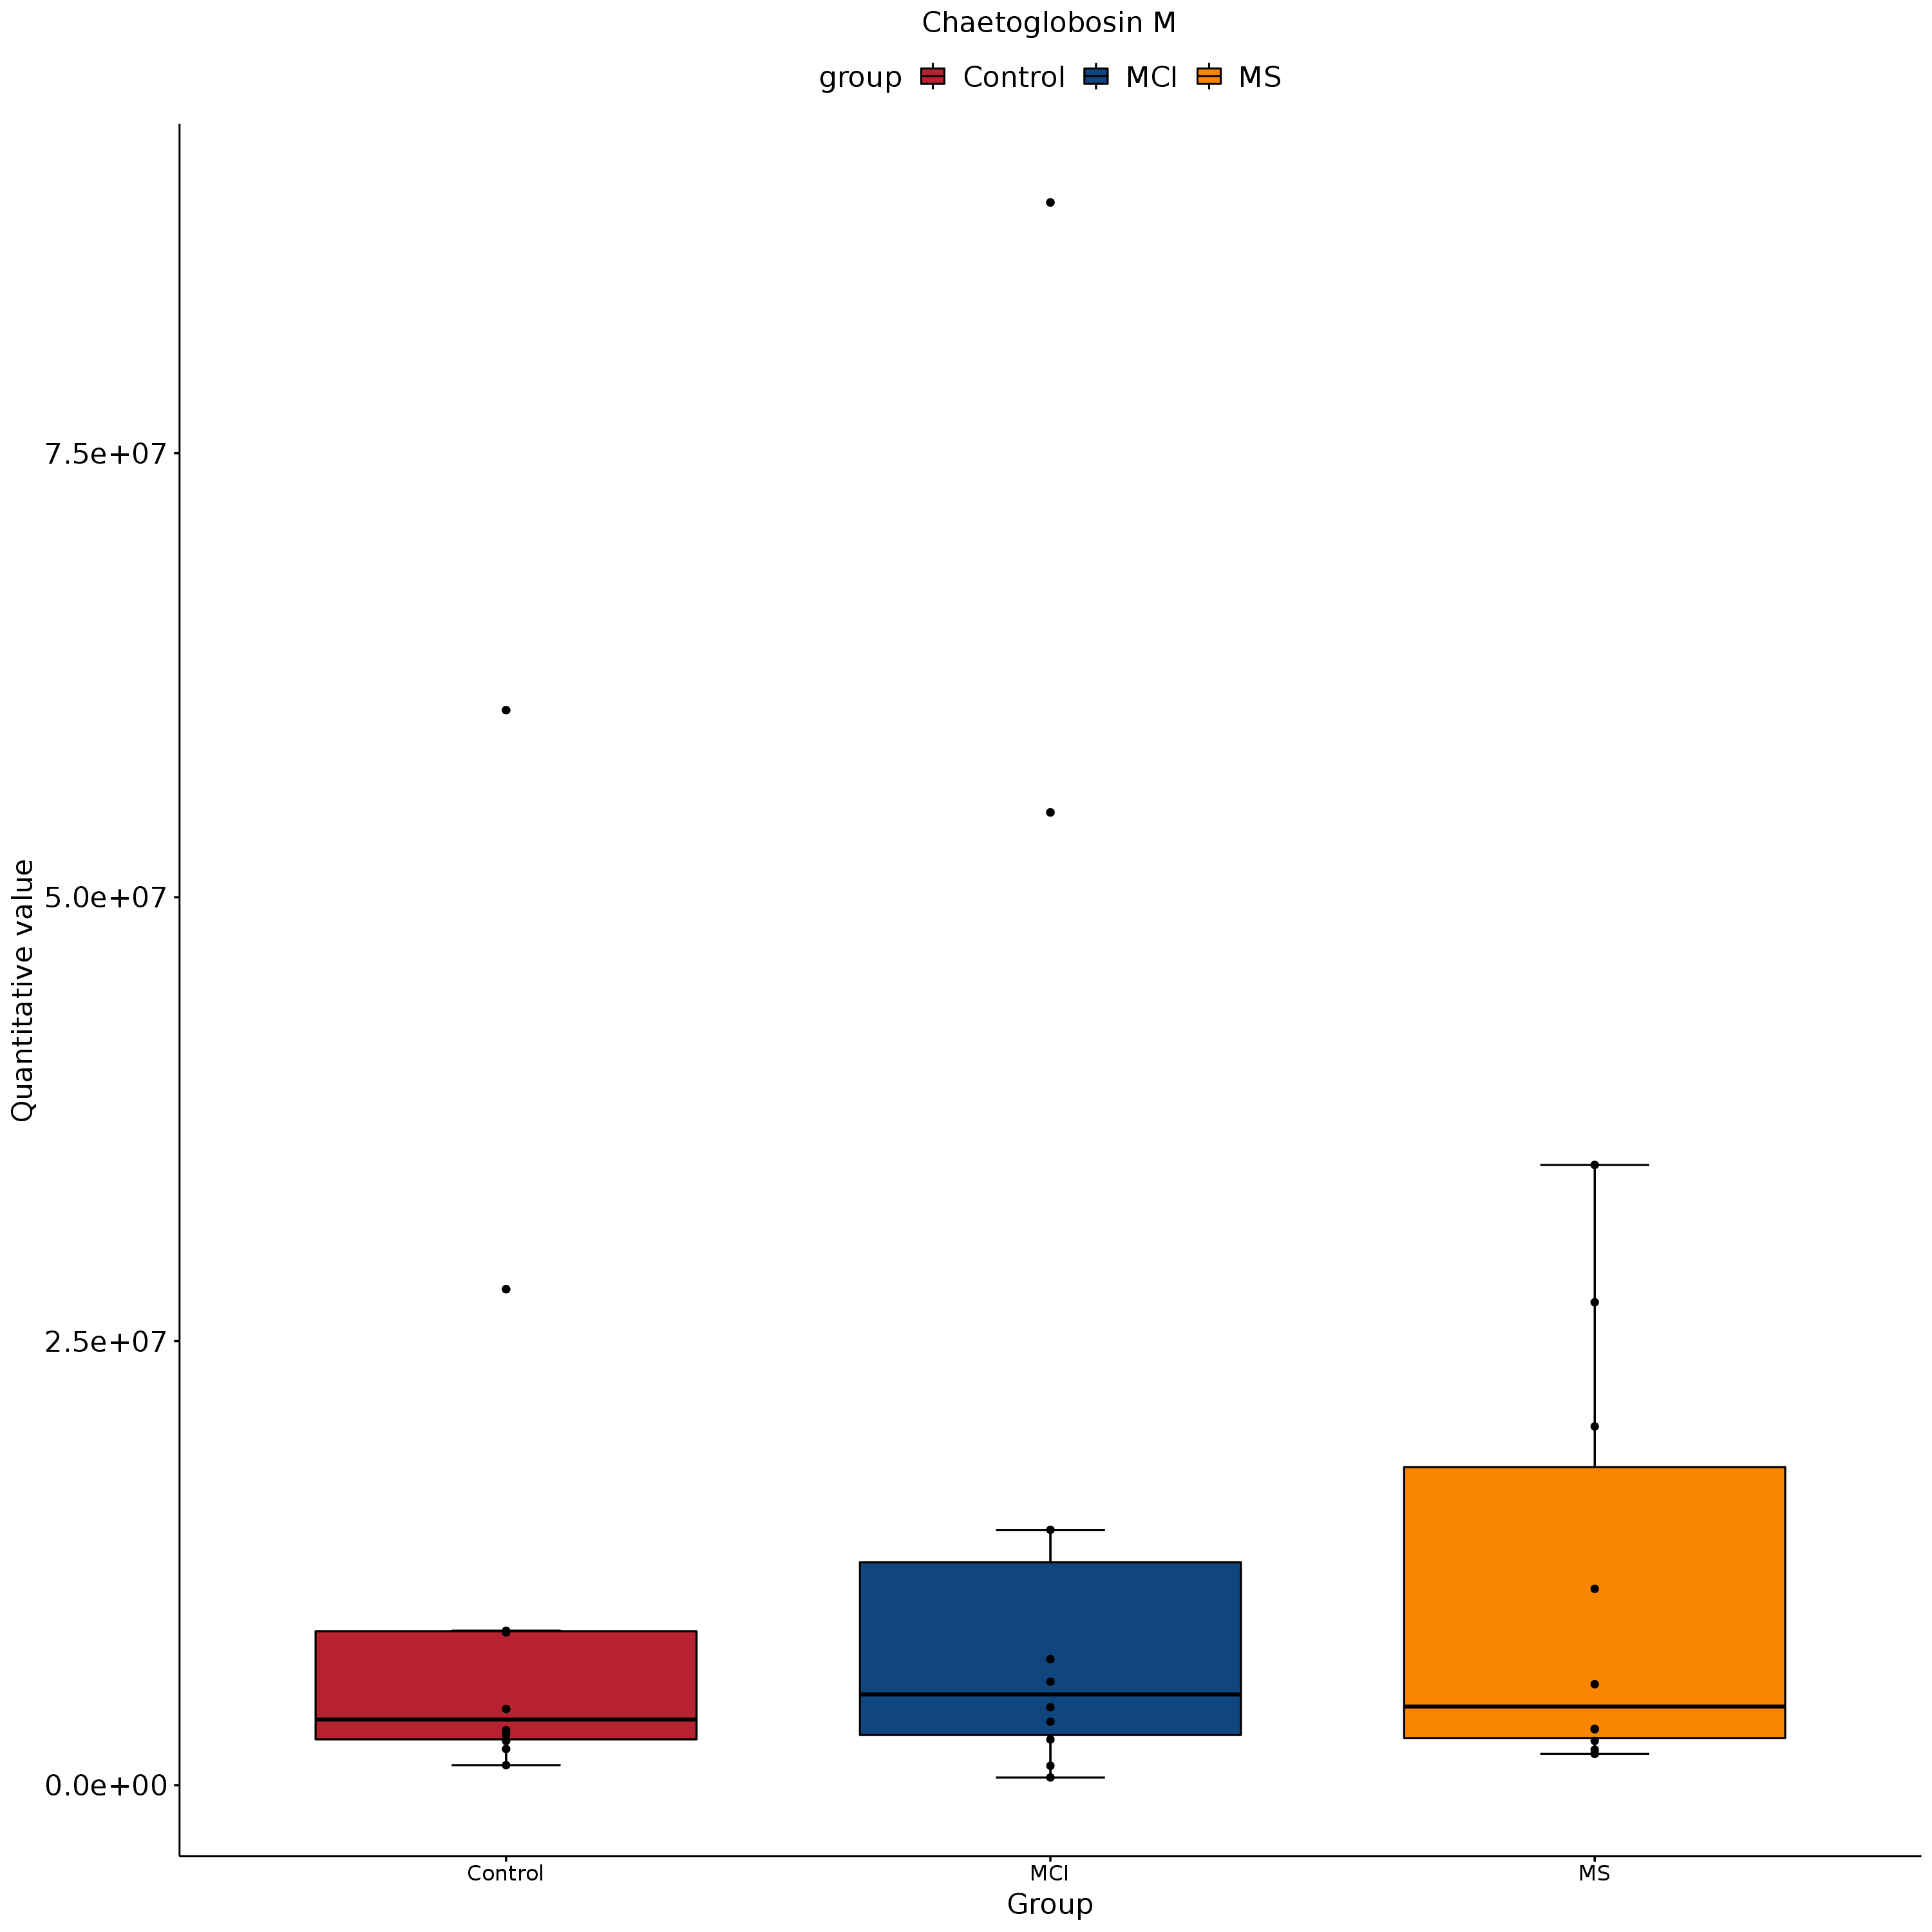 Chaetoglobosin M
group Control MCI MS
Quantitative value
7.5e+07
5.0e+07
2.5e+07
0.0e+00
Control MCI MS
Group